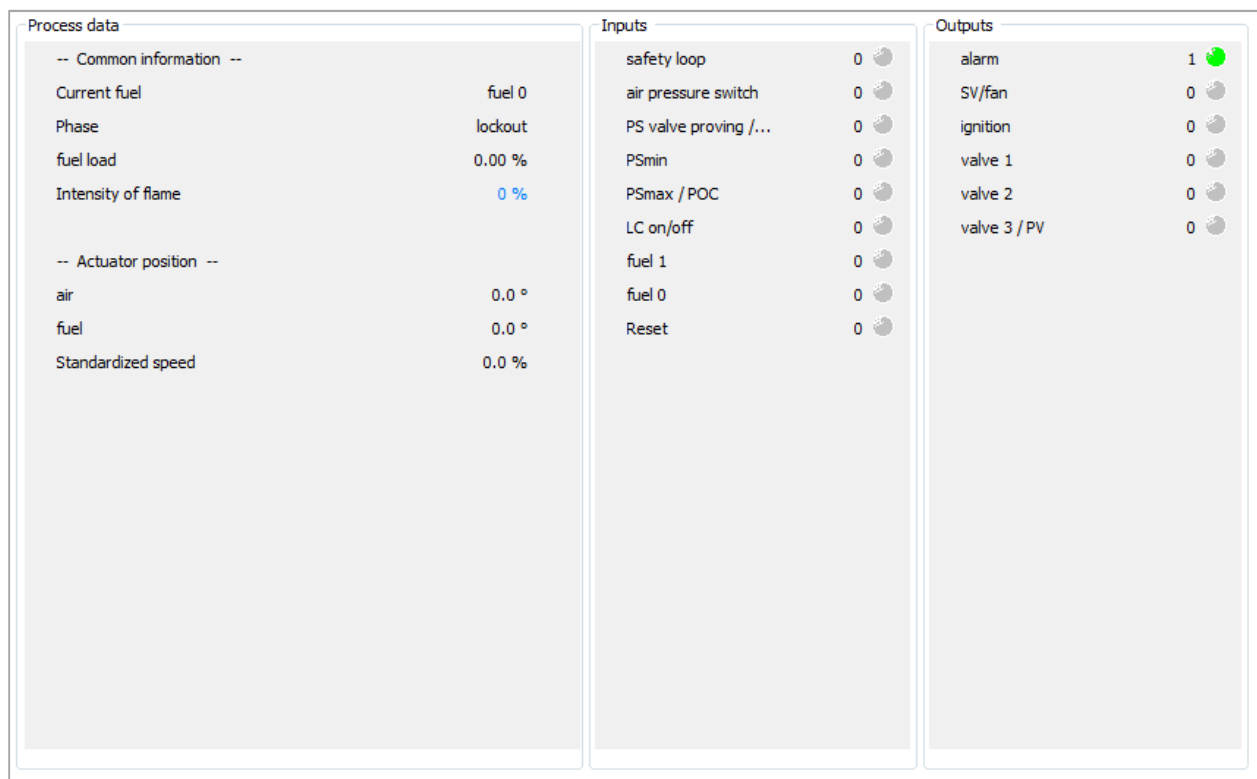 Process data
-- Common information --
Current fuel fuel 0
Phase lockout
fuel load 0.00 %
Intensity of flame 0 %
-- Actuator position --
air 0.0 °
fuel 0.0 °
Standardized speed 0.0 %
Inputs
safety loop 0
air pressure switch 0
PS valve proving /... 0
PSmin 0
PSmax / POC 0
LC on/off 0
fuel 1 0
fuel 0 0
Reset 0
Outputs
alarm 1
SV/fan 0
ignition 0
valve 1 0
valve 2 0
valve 3 / PV 0